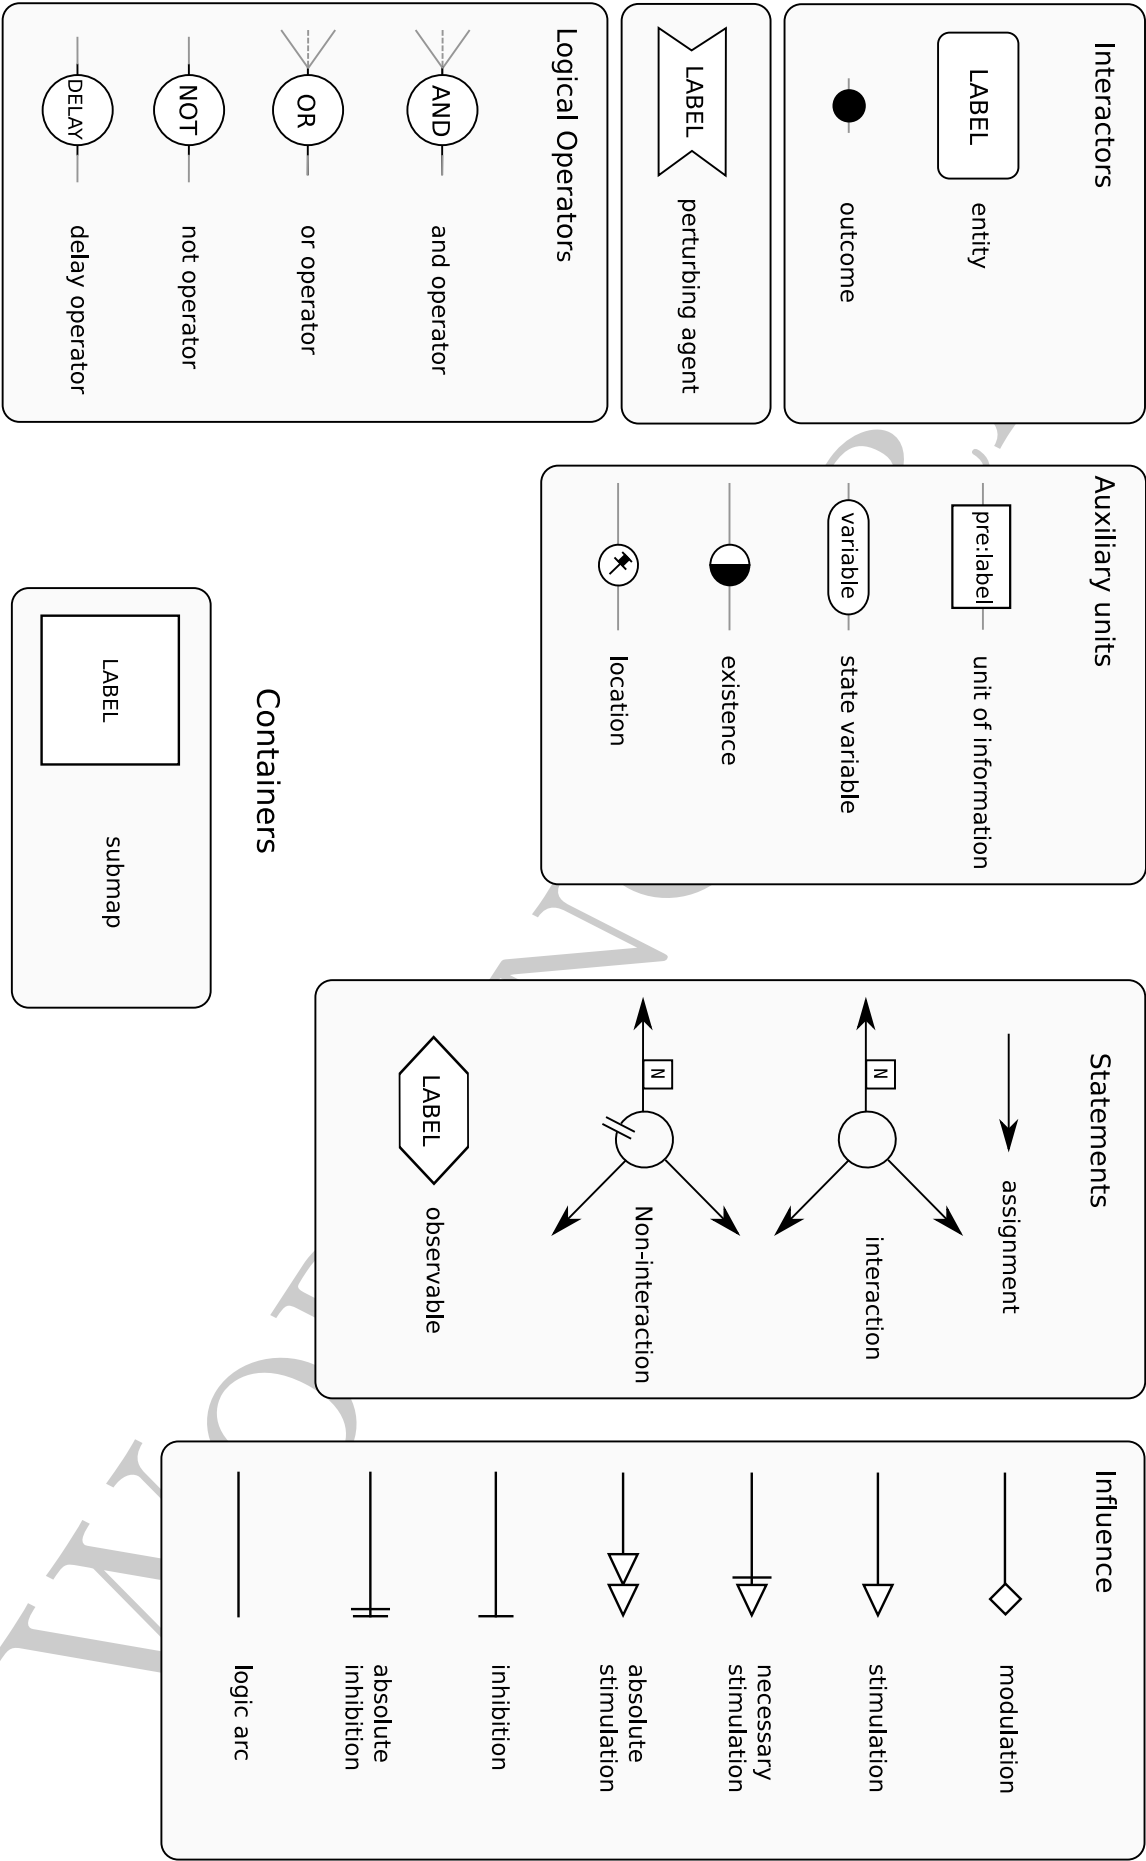 Interactors
LABEL
entity
outcome
LABEL
perturbing agent
Logical Operators
AND
and operator
OR
or operator
NOT
not operator
DELAY
delay operator
Auxiliary units
pre:label
unit of information
variable
state variable
existence
location
Containers
LABEL
submap
Statements
assignment
N
interaction
N
Non-interaction
LABEL
observable
Influence
modulation
stimulation
necessary
stimulation
absolute
stimulation
inhibition
absolute
inhibition
logic arc